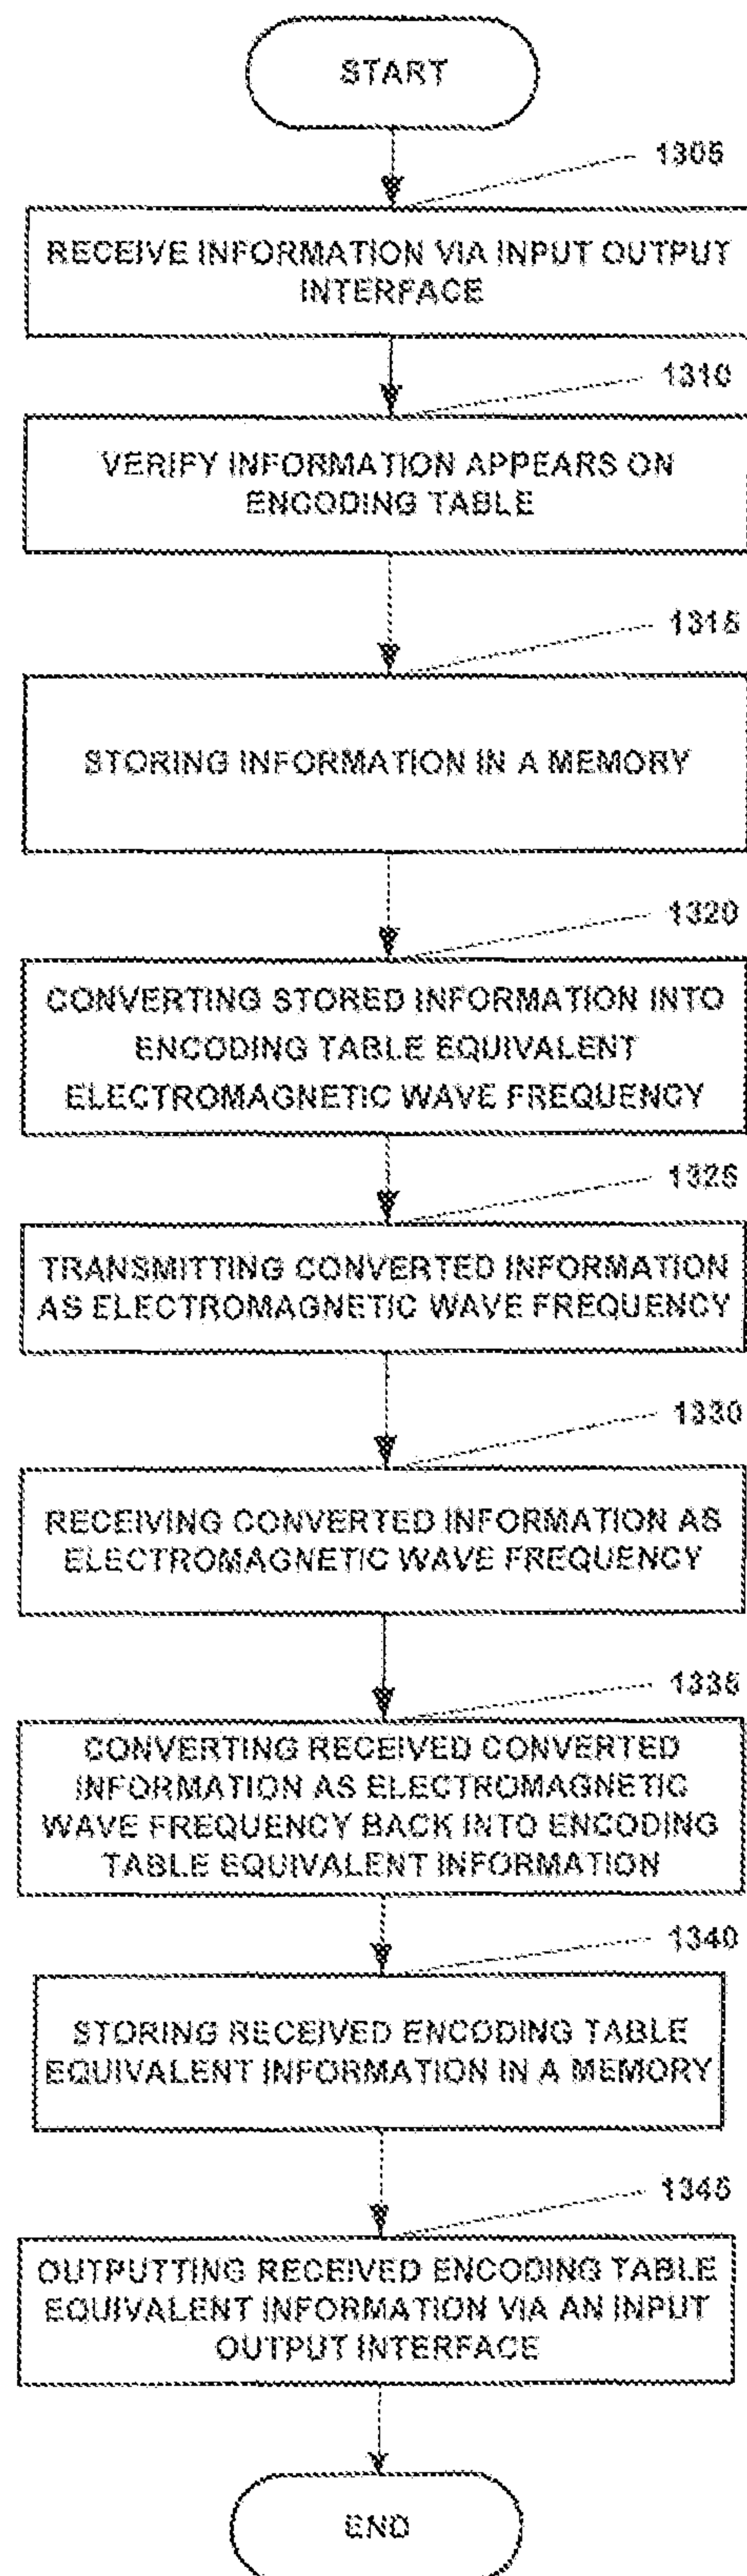 START
1305
RECEIVE INFORMATION VIA INPUT OUTPUT
INTERFACE
1310
VERIFY INFORMATION APPEARS ON
ENCODING TABLE
1315
STORING INFORMATION IN A MEMORY
1320
CONVERTING STORED INFORMATION INTO
ENCODING TABLE EQUIVALENT
ELECTROMAGNETIC WAVE FREQUENCY
1325
TRANSMITTING CONVERTED INFORMATION
AS ELECTROMAGNETIC WAVE FREQUENCY
1330
RECEIVING CONVERTED INFORMATION AS
ELECTROMAGNETIC WAVE FREQUENCY
1335
CONVERTING RECEIVED CONVERTED
INFORMATION AS ELECTROMAGNETIC
WAVE FREQUENCY BACK INTO ENCODING
TABLE EQUIVALENT INFORMATION
1340
STORING RECEIVED ENCODING TABLE
EQUIVALENT INFORMATION IN A MEMORY
1345
OUTPUTTING RECEIVED ENCODING TABLE
EQUIVALENT INFORMATION VIA AN INPUT
OUTPUT INTERFACE
END